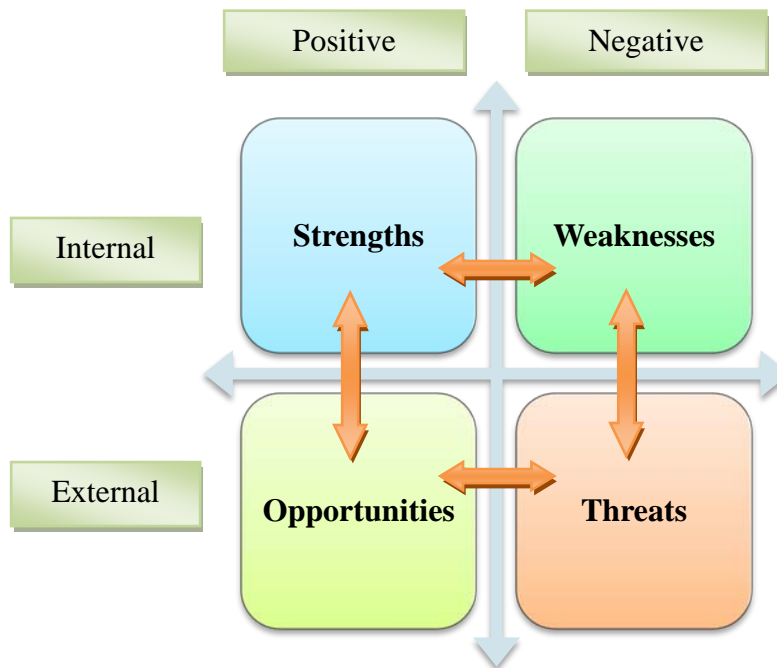 Positive
Negative
Internal
Strengths
Weaknesses
External
Opportunities
Threats